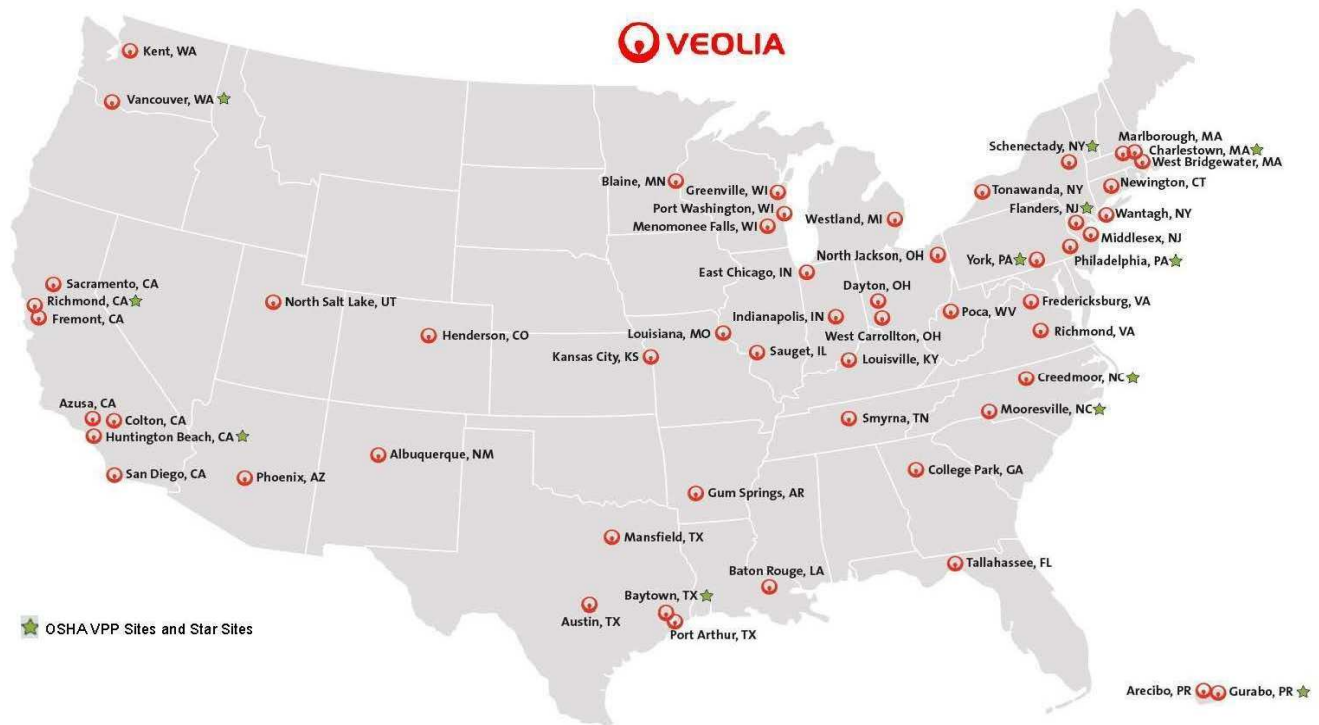 VEOLIA
Kent, WA
Vancouver, WA
Marlborough, MA
Schenectady, NY
Charlestown, MA
West Bridgewater, MA
Blaine, MN
Greenville, WI
Tonawanda, NY
Newington, CT
Port Washington, WI
Flanders, NJ
Wantagh, NY
Westland, MI
Menomonee Falls, WI
Middlesex, NJ
North Jackson, OH
York, PA
Philadelphia, PA
East Chicago, IN
Sacramento, CA
Dayton, OH
Richmond, CA
North Salt Lake, UT
Fredericksburg, VA
Poca, WV
Fremont, CA
Indianapolis, IN
Henderson, CO
Louisiana, MO
West Carrollton, OH
Richmond, VA
Kansas City, KS
Sauget, IL
Louisville, KY
Creedmoor, NC
Azusa, CA
Colton, CA
Smyrna, TN
Mooresville, NC
Huntington Beach, CA
Albuquerque, NM
San Diego, CA
Phoenix, AZ
College Park, GA
Gum Springs, AR
Mansfield, TX
Tallahassee, FL
Baton Rouge, LA
Baytown, TX
Austin, TX
Port Arthur, TX
OSHA VPP Sites and Star Sites
Arecibo, PR
Gurabo, PR